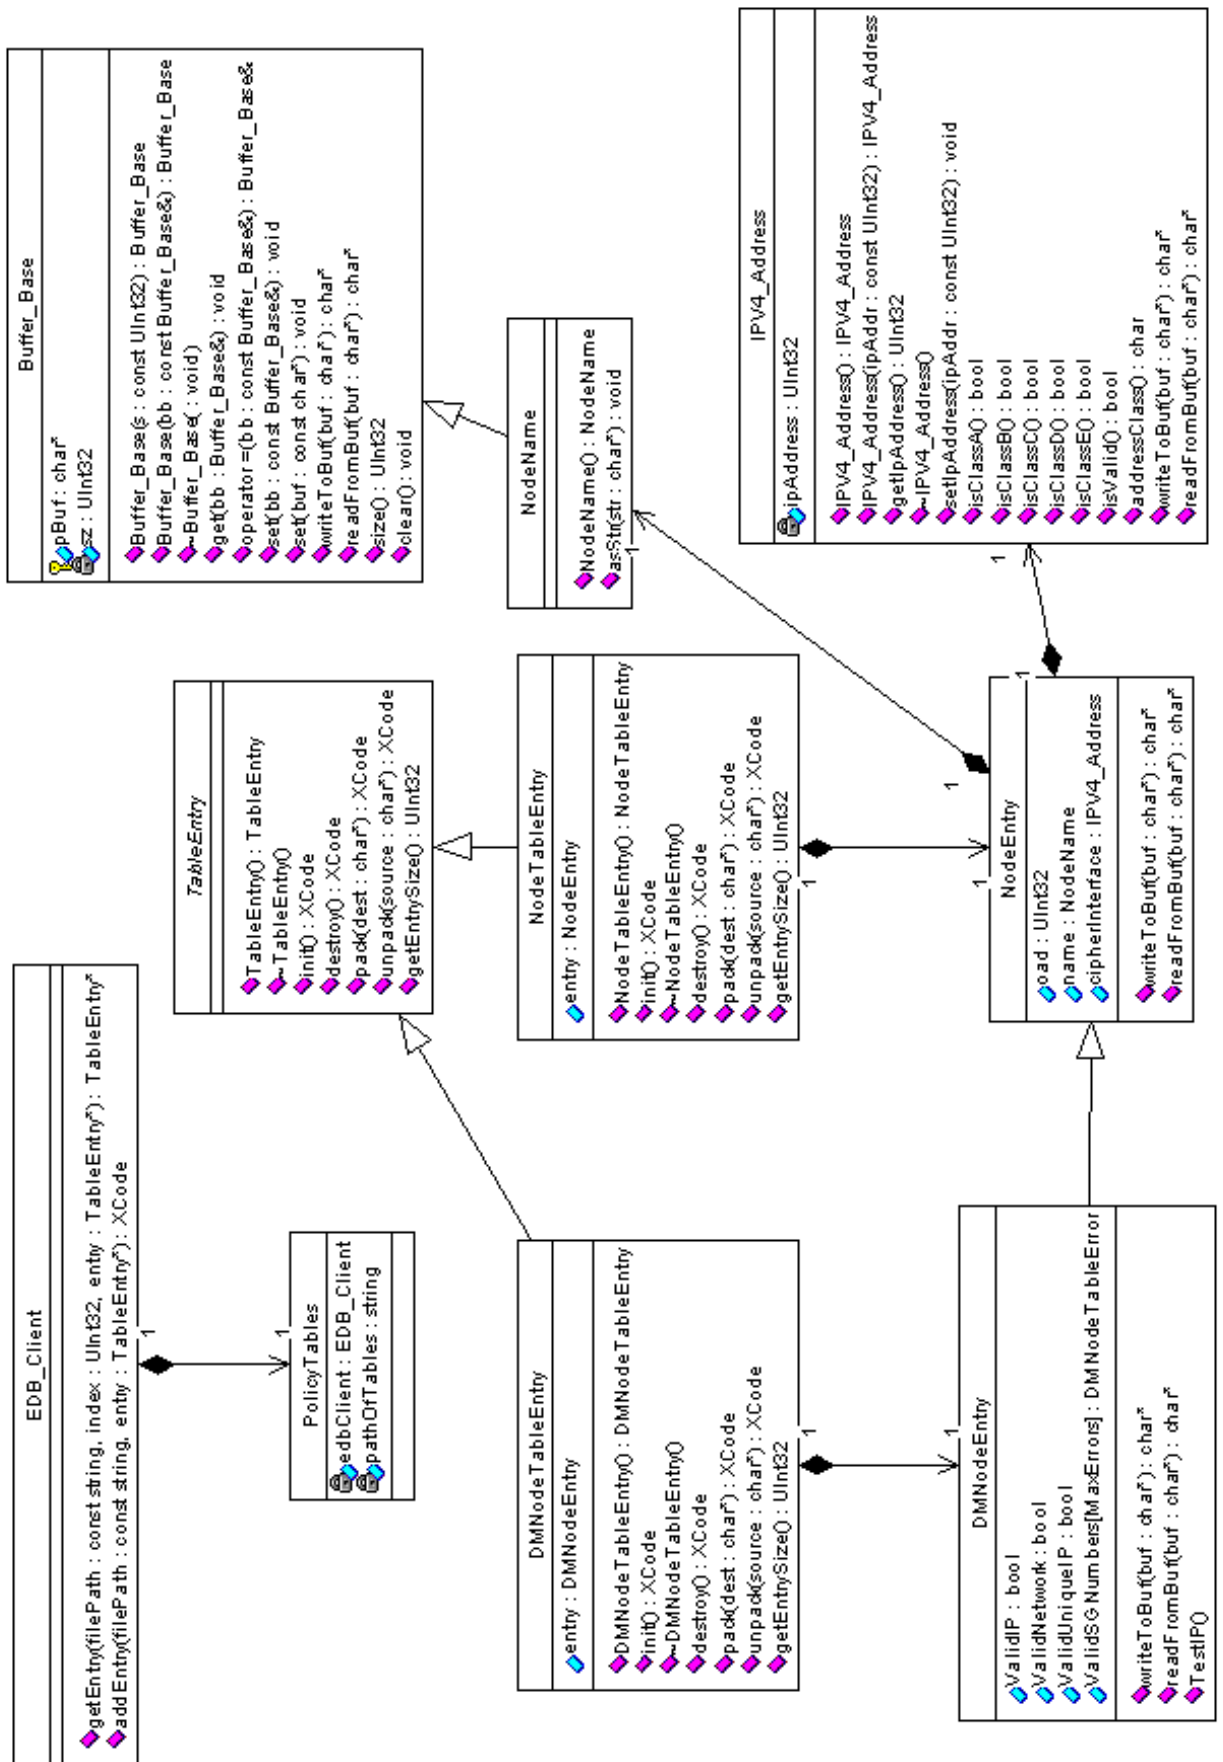 EDB_Client
getEntry(filePath : const string, index : UInt32, entry : TableEntry*) : TableEntry*
addEntry(filePath : const string, entry : TableEntry*) : XCode
1
1
PolicyTables
edbClient : EDB_Client
pathOfTables : string
TableEntry
TableEntry() : TableEntry
~TableEntry()
init() : XCode
destroy() : XCode
pack(dest : char*) : XCode
unpack(source : char*) : XCode
getEntrySize() : UInt32
Buffer_Base
pBuf : char*
sz : UInt32
Buffer_Base(s : const UInt32) : Buffer_Base
Buffer_Base(bb : const Buffer_Base&) : Buffer_Base
~Buffer_Base( : void)
get(bb : Buffer_Base&) : void
operator=(bb : const Buffer_Base&) : Buffer_Base&
set(bb : const Buffer_Base&) : void
set(buf : const char*) : void
writeToBuf(buf : char*) : char*
readFromBuf(buf : char*) : char*
size() : UInt32
clear() : void
DMNodeTableEntry
entry : DMNodeEntry
DMNodeTableEntry() : DMNodeTableEntry
init() : XCode
~DMNodeTableEntry()
destroy() : XCode
pack(dest : char*) : XCode
unpack(source : char*) : XCode
getEntrySize() : UInt32
1
1
NodeTableEntry
entry : NodeEntry
NodeTableEntry() : NodeTableEntry
init() : XCode
~NodeTableEntry()
destroy() : XCode
pack(dest : char*) : XCode
unpack(source : char*) : XCode
getEntrySize() : UInt32
1
1
NodeName
NodeName() : NodeName
asStr(str : char*) : void
1
1
DMNodeEntry
ValidIP : bool
ValidNetwork : bool
ValidUniqueIP : bool
ValidSGNumbers[MaxErrors] : DMNodeTableError
writeToBuf(buf : char*) : char*
readFromBuf(buf : char*) : char*
TestIP()
NodeEntry
oad : UInt32
name : NodeName
cipherInterface : IPV4_Address
writeToBuf(buf : char*) : char*
readFromBuf(buf : char*) : char*
1
1
IPV4_Address
ipAddress : UInt32
IPV4_Address() : IPV4_Address
IPV4_Address(ipAddr : const UInt32) : IPV4_Address
getIpAddress() : UInt32
~IPV4_Address()
setIpAddress(ipAddr : const UInt32) : void
isClassA() : bool
isClassB() : bool
isClassC() : bool
isClassD() : bool
isClassE() : bool
isValid() : bool
addressClass() : char
writeToBuf(buf : char*) : char*
readFromBuf(buf : char*) : char*